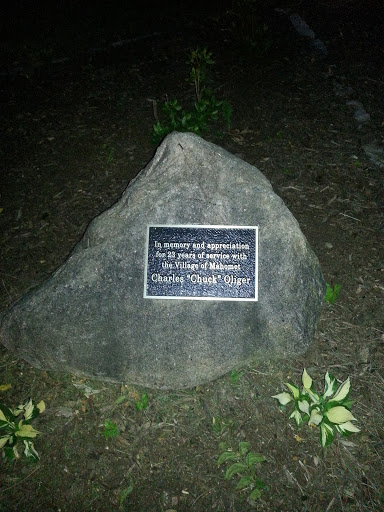 In memory and appreciation
for 23 years of service with
the Village of Mahomet
Charles "Chuck" Oliger